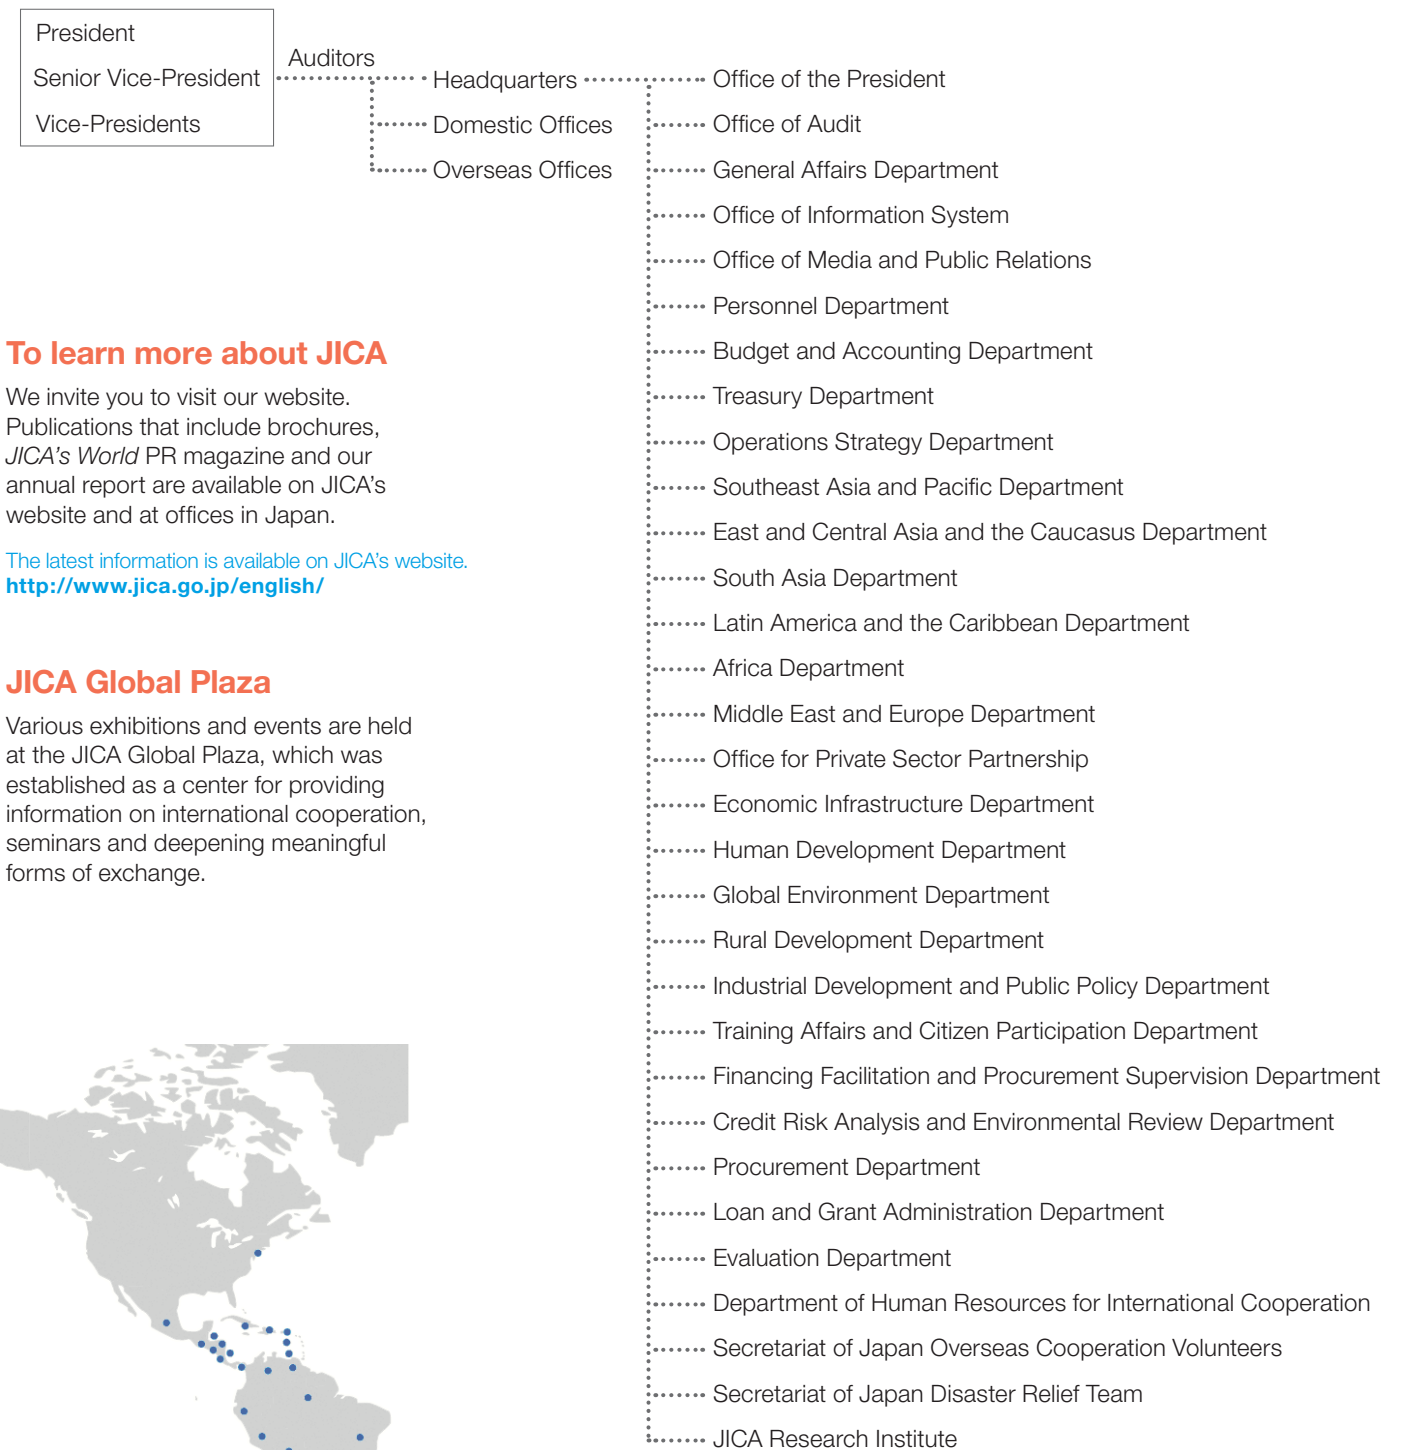 President
Senior Vice-President
Vice-Presidents
Auditors
Headquarters
Domestic Offices
Overseas Offices
Office of the President
Office of Audit
General Affairs Department
Office of Information System
Office of Media and Public Relations
Personnel Department
Budget and Accounting Department
Treasury Department
Operations Strategy Department
Southeast Asia and Pacific Department
East and Central Asia and the Caucasus Department
South Asia Department
Latin America and the Caribbean Department
Africa Department
Middle East and Europe Department
Office for Private Sector Partnership
Economic Infrastructure Department
Human Development Department
Global Environment Department
Rural Development Department
Industrial Development and Public Policy Department
Training Affairs and Citizen Participation Department
Financing Facilitation and Procurement Supervision Department
Credit Risk Analysis and Environmental Review Department
Procurement Department
Loan and Grant Administration Department
Evaluation Department
Department of Human Resources for International Cooperation
Secretariat of Japan Overseas Cooperation Volunteers
Secretariat of Japan Disaster Relief Team
JICA Research Institute
To learn more about JICA
We invite you to visit our website.
Publications that include brochures,
JICA's World PR magazine and our
annual report are available on JICA's
website and at offices in Japan.
The latest information is available on JICA's website.
http://www.jica.go.jp/english/
JICA Global Plaza
Various exhibitions and events are held
at the JICA Global Plaza, which was
established as a center for providing
information on international cooperation,
seminars and deepening meaningful
forms of exchange.